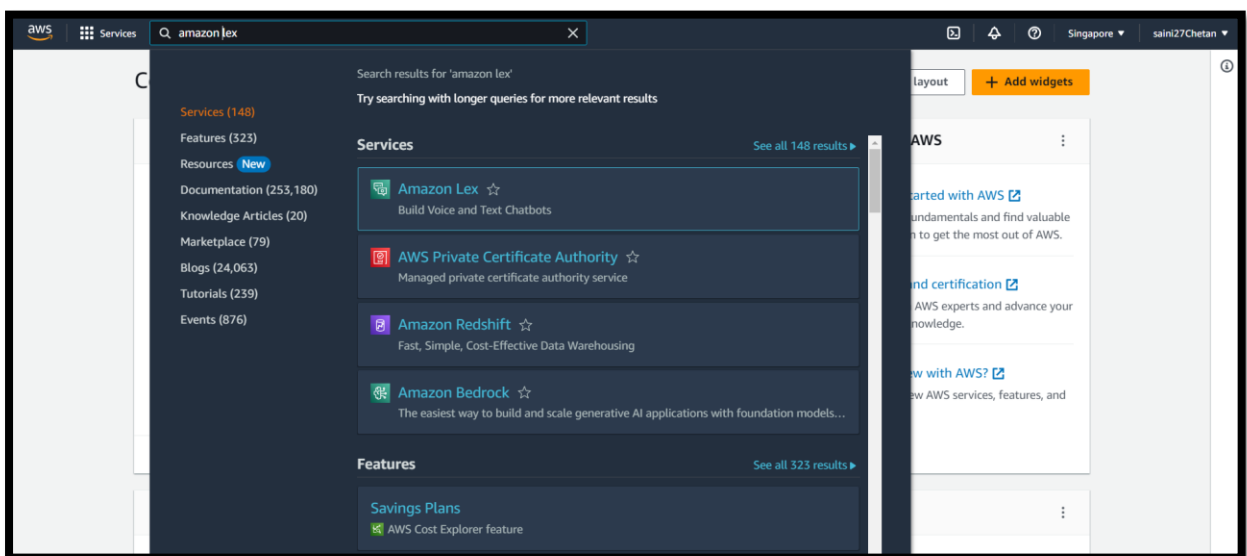 aws
Services
amazon lex
Singapore
saini27Chetan
C
layout
+ Add widgets
Search results for 'amazon lex'
Try searching with longer queries for more relevant results
Services (148)
Features (323)
Resources New
Documentation (253,180)
Knowledge Articles (20)
Marketplace (79)
Blogs (24,063)
Tutorials (239)
Events (876)
Services
See all 148 results
Amazon Lex
Build Voice and Text Chatbots
AWS Private Certificate Authority
Managed private certificate authority service
Amazon Redshift
Fast, Simple, Cost-Effective Data Warehousing
Amazon Bedrock
The easiest way to build and scale generative AI applications with foundation models...
Features
See all 323 results
Savings Plans
AWS Cost Explorer feature
AWS
arted with AWS
undamentals and find valuable
to get the most out of AWS.
nd certification
AWS experts and advance your
nowledge.
ew with AWS?
ew AWS services, features, and